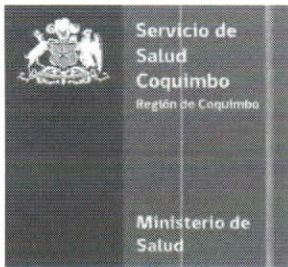 Servicio de
Salud
Coquimbo
Región de Coquimbo
Ministerio de
Salud